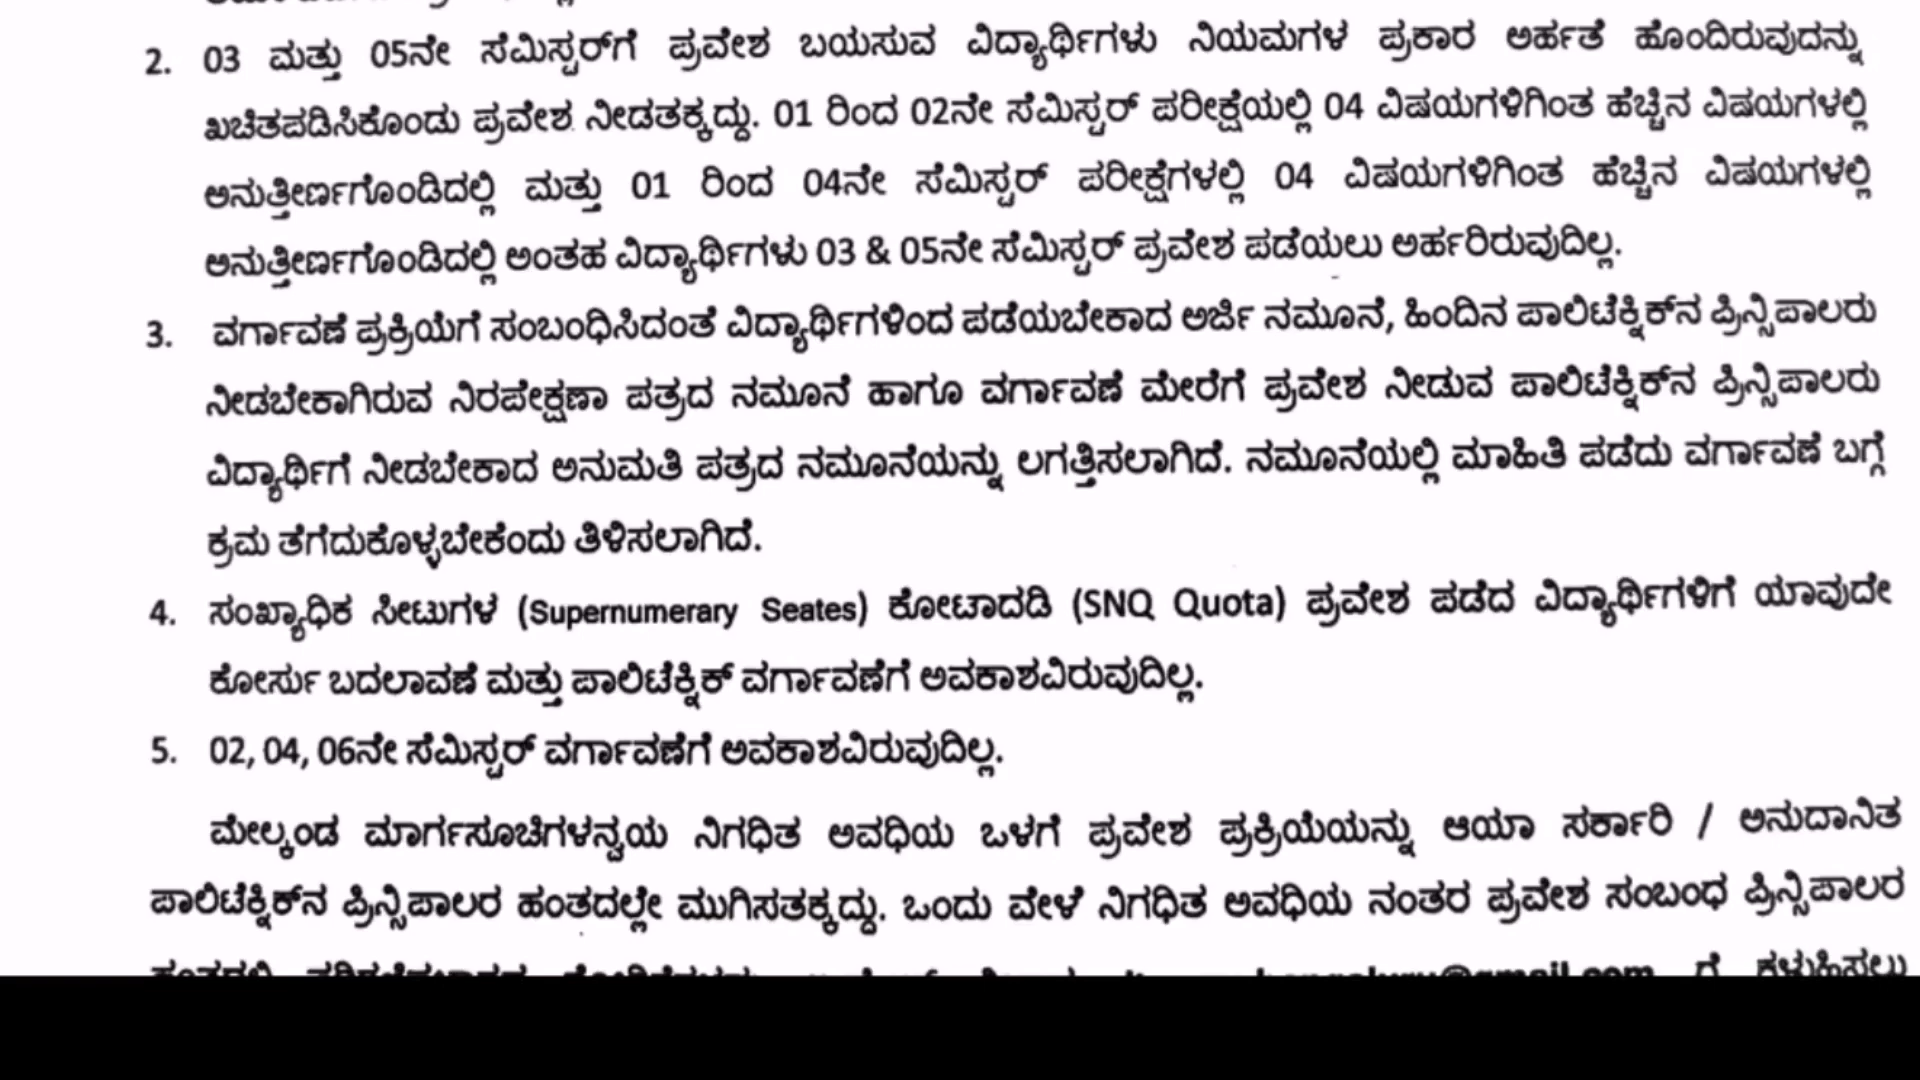 2. 03 ಮತ್ತು 05ನೇ ಸೆಮಿಸ್ಟರ್‌ಗೆ ಪ್ರವೇಶ ಬಯಸುವ ವಿದ್ಯಾರ್ಥಿಗಳು ನಿಯಮಗಳ ಪ್ರಕಾರ ಅರ್ಹತೆ ಹೊಂದಿರುವುದನ್ನು
ಖಚಿತಪಡಿಸಿಕೊಂಡು ಪ್ರವೇಶ ನೀಡತಕ್ಕದ್ದು. 01 ರಿಂದ 02ನೇ ಸೆಮಿಸ್ಟರ್ ಪರೀಕ್ಷೆಯಲ್ಲಿ 04 ವಿಷಯಗಳಿಗಿಂತ ಹೆಚ್ಚಿನ ವಿಷಯಗಳಲ್ಲಿ
ಅನುತ್ತೀರ್ಣಗೊಂಡಿದಲ್ಲಿ ಮತ್ತು 01 ರಿಂದ 04ನೇ ಸೆಮಿಸ್ಟರ್ ಪರೀಕ್ಷೆಗಳಲ್ಲಿ 04 ವಿಷಯಗಳಿಗಿಂತ ಹೆಚ್ಚಿನ ವಿಷಯಗಳಲ್ಲಿ
ಅನುತ್ತೀರ್ಣಗೊಂಡಿದಲ್ಲಿ ಅಂತಹ ವಿದ್ಯಾರ್ಥಿಗಳು 03 & 05ನೇ ಸೆಮಿಸ್ಟರ್ ಪ್ರವೇಶ ಪಡೆಯಲು ಅರ್ಹರಿರುವುದಿಲ್ಲ.
3. ವರ್ಗಾವಣೆ ಪ್ರಕ್ರಿಯೆಗೆ ಸಂಬಂಧಿಸಿದಂತೆ ವಿದ್ಯಾರ್ಥಿಗಳಿಂದ ಪಡೆಯಬೇಕಾದ ಅರ್ಜಿ ನಮೂನೆ, ಹಿಂದಿನ ಪಾಲಿಟೆಕ್ನಿಕ್‌ನ ಪ್ರಿನ್ಸಿಪಾಲರು
ನೀಡಬೇಕಾಗಿರುವ ನಿರಪೇಕ್ಷಣಾ ಪತ್ರದ ನಮೂನೆ ಹಾಗೂ ವರ್ಗಾವಣೆ ಮೇರೆಗೆ ಪ್ರವೇಶ ನೀಡುವ ಪಾಲಿಟೆಕ್ನಿಕ್‌ನ ಪ್ರಿನ್ಸಿಪಾಲರು
ವಿದ್ಯಾರ್ಥಿಗೆ ನೀಡಬೇಕಾದ ಅನುಮತಿ ಪತ್ರದ ನಮೂನೆಯನ್ನು ಲಗತ್ತಿಸಲಾಗಿದೆ. ನಮೂನೆಯಲ್ಲಿ ಮಾಹಿತಿ ಪಡೆದು ವರ್ಗಾವಣೆ ಬಗ್ಗೆ
ಕ್ರಮ ತೆಗೆದುಕೊಳ್ಳಬೇಕೆಂದು ತಿಳಿಸಲಾಗಿದೆ.
4. ಸಂಖ್ಯಾಧಿಕ ಸೀಟುಗಳ (Supernumerary Seates) ಕೋಟಾದಡಿ (SNQ Quota) ಪ್ರವೇಶ ಪಡೆದ ವಿದ್ಯಾರ್ಥಿಗಳಿಗೆ ಯಾವುದೇ
ಕೋರ್ಸು ಬದಲಾವಣೆ ಮತ್ತು ಪಾಲಿಟೆಕ್ನಿಕ್ ವರ್ಗಾವಣೆಗೆ ಅವಕಾಶವಿರುವುದಿಲ್ಲ.
5. 02, 04, 06ನೇ ಸೆಮಿಸ್ಟರ್ ವರ್ಗಾವಣೆಗೆ ಅವಕಾಶವಿರುವುದಿಲ್ಲ.
ಮೇಲ್ಕಂಡ ಮಾರ್ಗಸೂಚಿಗಳನ್ವಯ ನಿಗಧಿತ ಅವಧಿಯ ಒಳಗೆ ಪ್ರವೇಶ ಪ್ರಕ್ರಿಯೆಯನ್ನು ಆಯಾ ಸರ್ಕಾರಿ / ಅನುದಾನಿತ
ಪಾಲಿಟೆಕ್ನಿಕ್‌ನ ಪ್ರಿನ್ಸಿಪಾಲರ ಹಂತದಲ್ಲೇ ಮುಗಿಸತಕ್ಕದ್ದು. ಒಂದು ವೇಳೆ ನಿಗಧಿತ ಅವಧಿಯ ನಂತರ ಪ್ರವೇಶ ಸಂಬಂಧ ಪ್ರಿನ್ಸಿಪಾಲರ
ಗೆ ಕಳುಹಿಸಲು